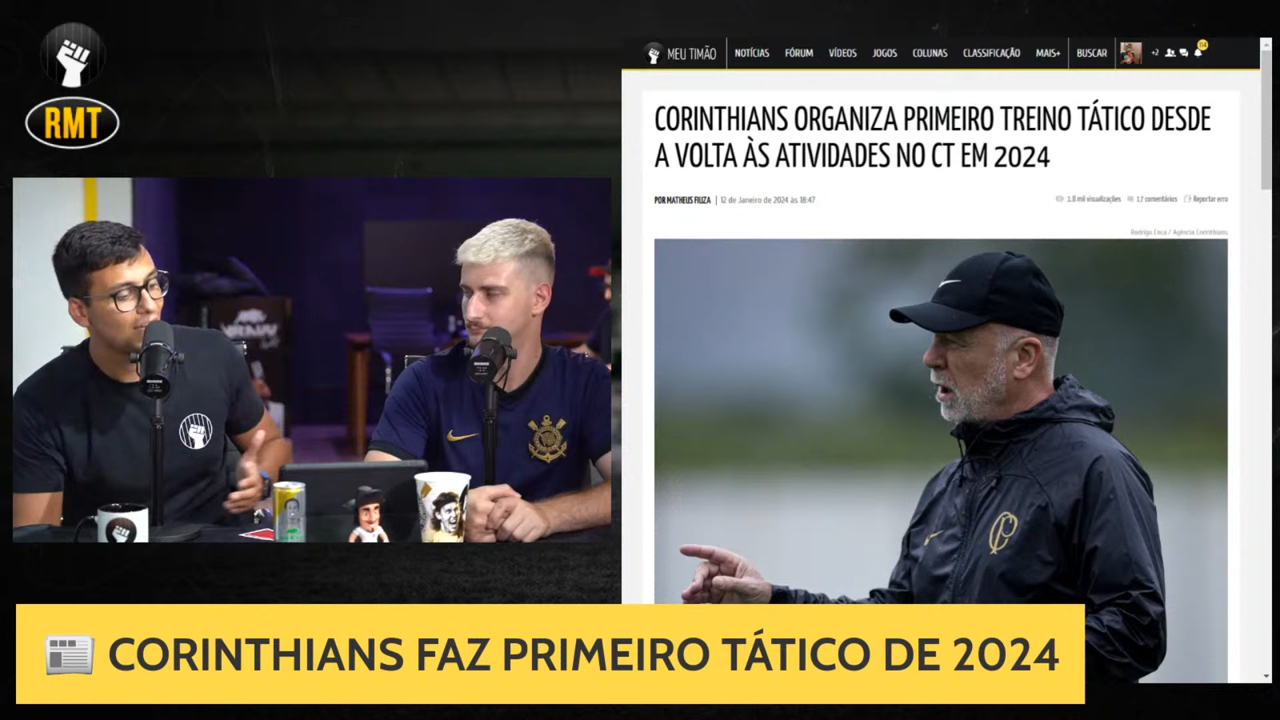 RMT
MEU TIMÃO
NOTÍCIAS FÓRUM VÍDEOS JOGOS COLUNAS CLASSIFICAÇÃO MAIS+ BUSCAR +2
CORINTHIANS ORGANIZA PRIMEIRO TREINO TÁTICO DESDE
A VOLTA ÀS ATIVIDADES NO CT EM 2024
POR MATHEUS FIUZA | 12 de Janeiro de 2024 às 18:47
1.8 mil visualizações 17 comentários Reportar erro
Rodrigo Coca / Agência Corinthians
CORINTHIANS FAZ PRIMEIRO TÁTICO DE 2024